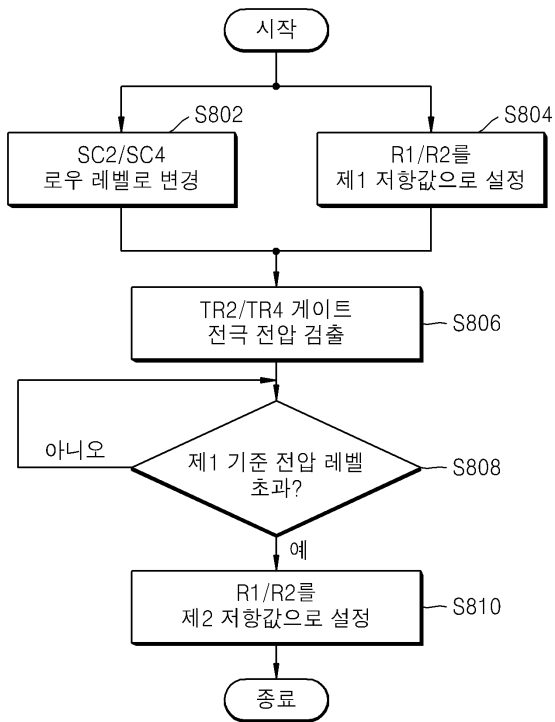 시작
S802
SC2/SC4
로우 레벨로 변경
S804
R1/R2를
제1 저항값으로 설정
TR2/TR4 게이트
전극 전압 검출
S806
아니오
제1 기준 전압 레벨
초과?
S808
예
R1/R2를
제2 저항값으로 설정
S810
종료